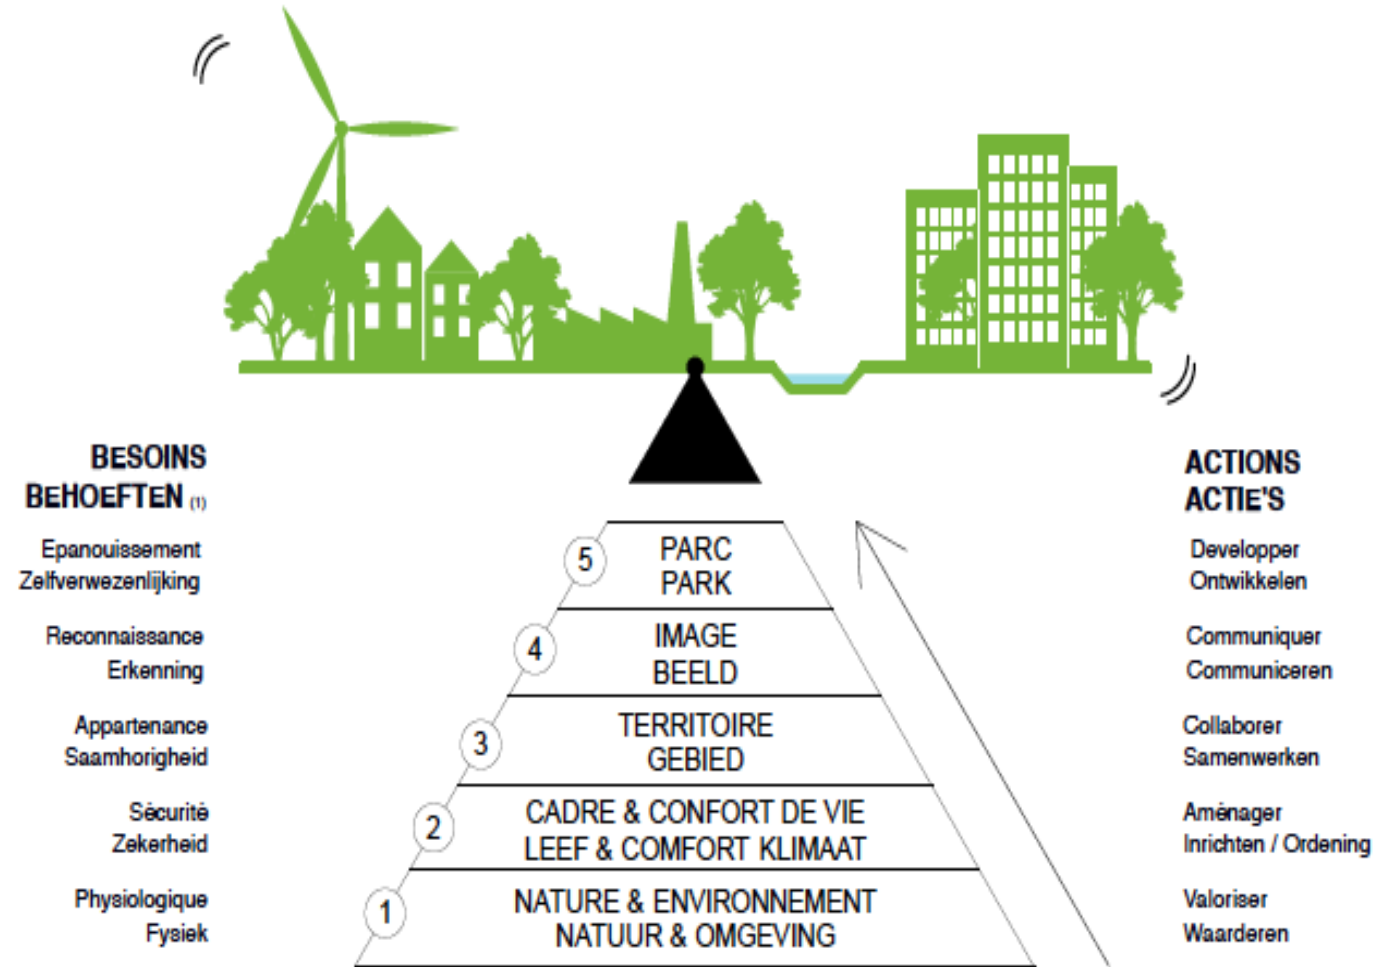 BESOINS
BEHOEFTEN (1)
ACTIONS
ACTIE'S
Epanouissement
Zelfverwezenlijking
5
PARC
PARK
Developper
Ontwikkelen
Reconnaissance
Erkenning
4
IMAGE
BEELD
Communiquer
Communiceren
Appartenance
Saamhorigheid
3
TERRITOIRE
GEBIED
Collaborer
Samenwerken
Sécurité
Zekerheid
2
CADRE & CONFORT DE VIE
LEEF & COMFORT KLIMAAT
Aménager
Inrichten / Ordening
Physiologique
Fysiek
1
NATURE & ENVIRONNEMENT
NATUUR & OMGEVING
Valoriser
Waarderen